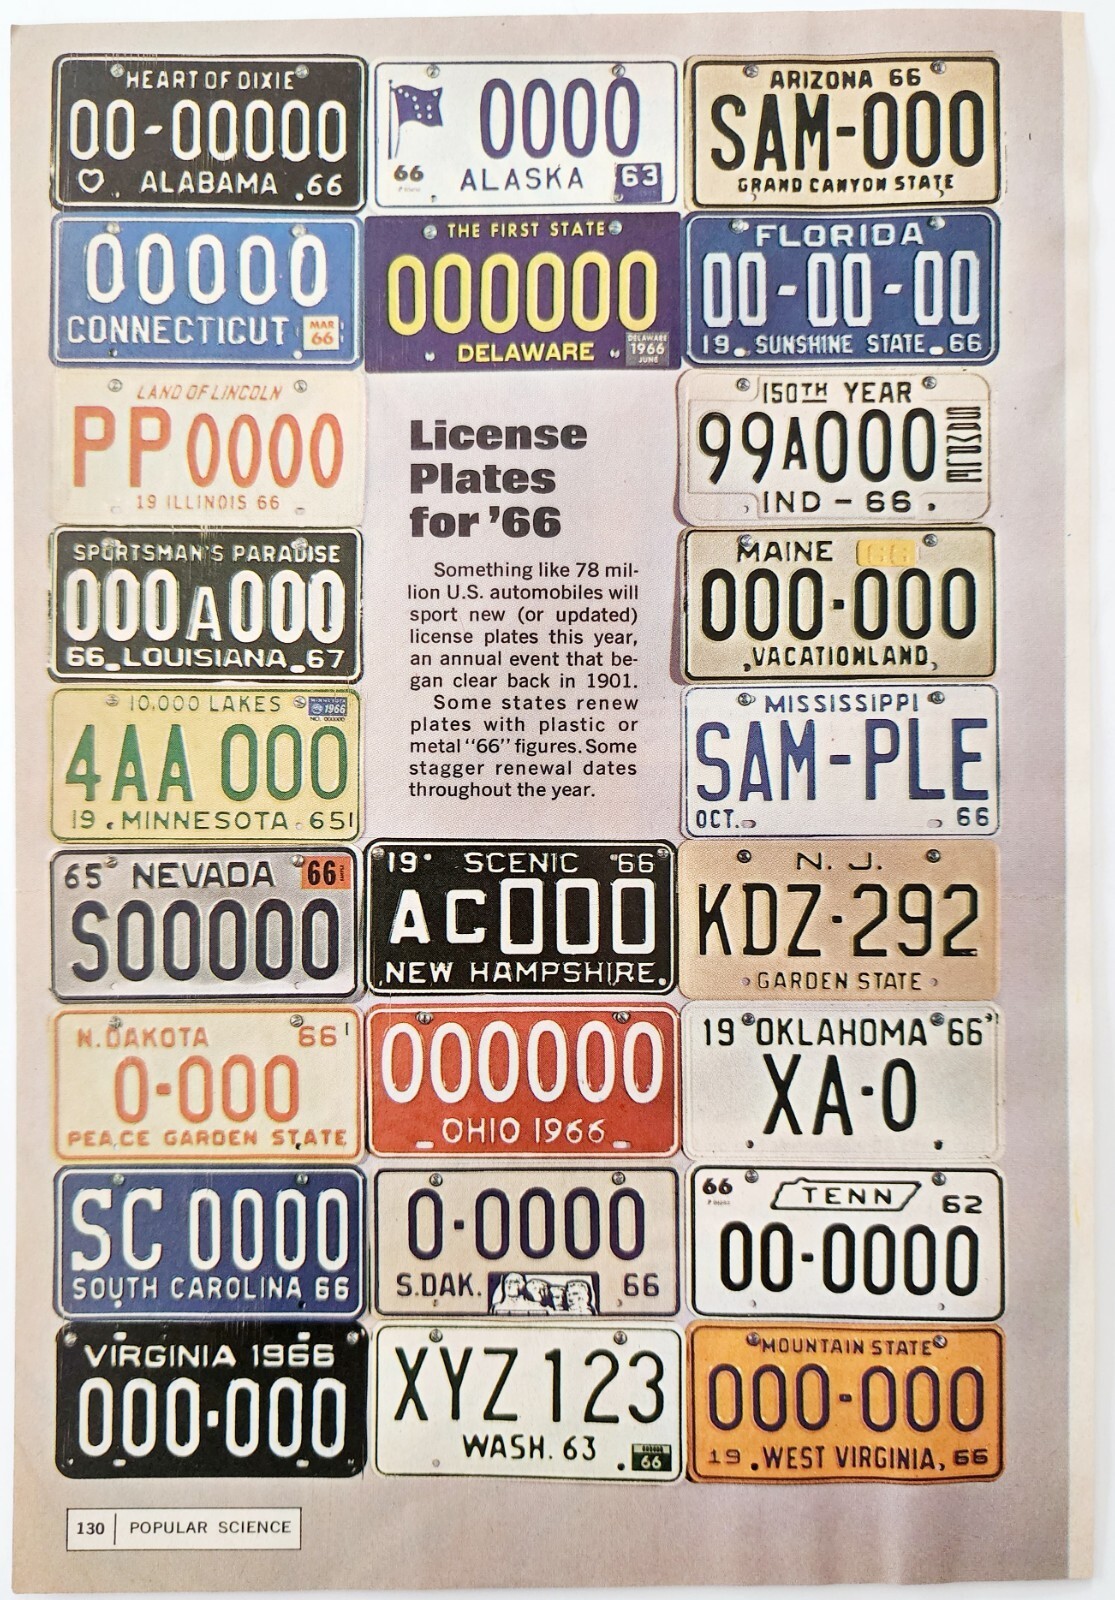 HEART OF DIXIE
00-00000
ALABAMA .66
0000
66
ALASKA
63
ARIZONA 66
SAM-000
GRAND CANYON STATE
00000
CONNECTICUT
MAR
66
THE FIRST STATE
000000
DELAWARE
DELAWARE
1966
JUNE
FLORIDA
00-00-00
19 SUNSHINE STATE 66
LAND OF LINCOLN
PP0000
19 ILLINOIS 66
License
Plates
for '66
Something like 78 mil-
lion U.S. automobiles will
sport new (or updated)
license plates this year,
an annual event that be-
gan clear back in 1901.
Some states renew
plates with plastic or
metal "66" figures. Some
stagger renewal dates
throughout the year.
150TH YEAR
99A000
IND-66
SPORTSMAN'S PARADISE
000A000
66 LOUISIANA 67
MAINE 66
000-000
VACATIONLAND
10,000 LAKES
MINNESOTA
1966
NO. 000000
4AA 000
19 MINNESOTA 65
MISSISSIPPI
SAM-PLE
OCT. 66
65 NEVADA 66
S00000
19 SCENIC 66
AC000
NEW HAMPSHIRE
N. J.
KDZ·292
GARDEN STATE
N.DAKOTA 66
0-000
PEACE GARDEN STATE
000000
OHIO 1966
19 OKLAHOMA 66
XA·0
SC 0000
SOUTH CAROLINA 66
0-0000
S.DAK. 66
66
TENN
62
00-0000
VIRGINIA 1966
000·000
XYZ 123
WASH. 63
66
MOUNTAIN STATE
000-000
19 WEST VIRGINIA 66
130 | POPULAR SCIENCE